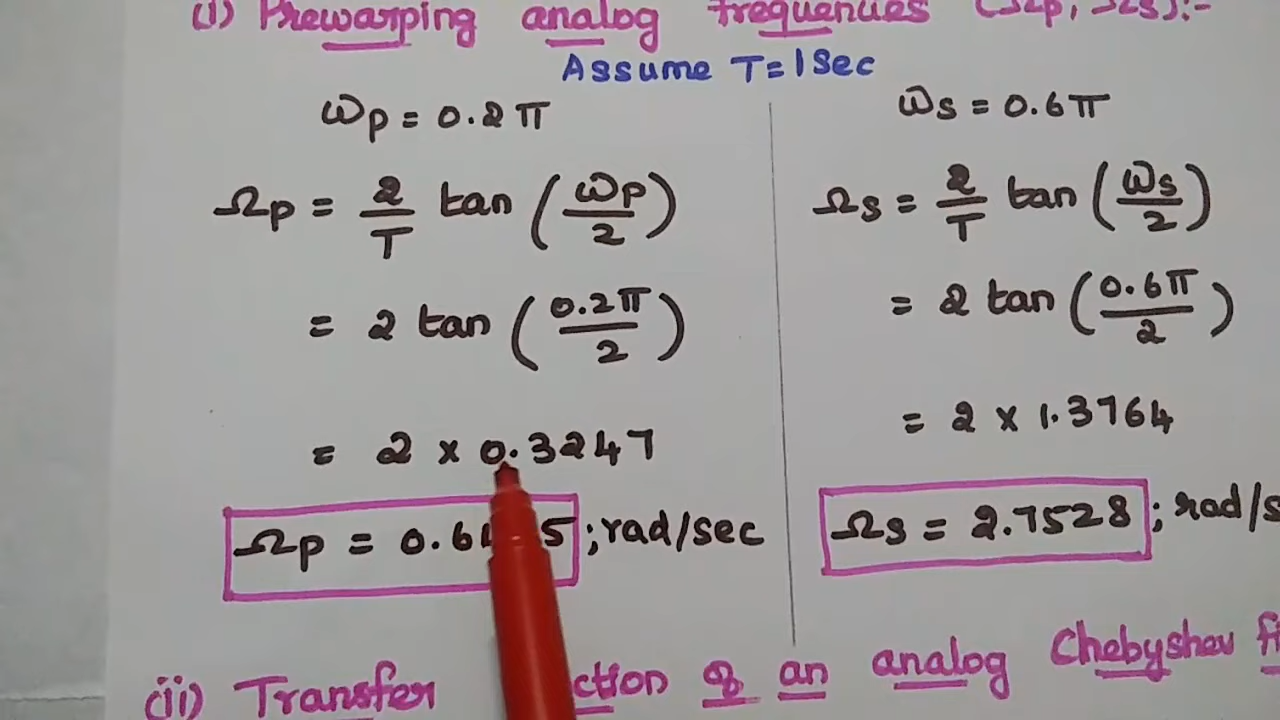 (i) Prewarping analog frequencies (Ωp, Ωs):-
Assume T=1Sec
ωp = 0.2π
Ωp = 2/T tan (ωp/2)
= 2 tan (0.2π/2)
= 2 x 0.3247
; rad/sec
ωs = 0.6π
Ωs = 2/T tan (ωs/2)
= 2 tan (0.6π/2)
= 2 x 1.3764
Ωs = 2.7528 ; rad/s
(ii) Transfer of an analog Chebyshev